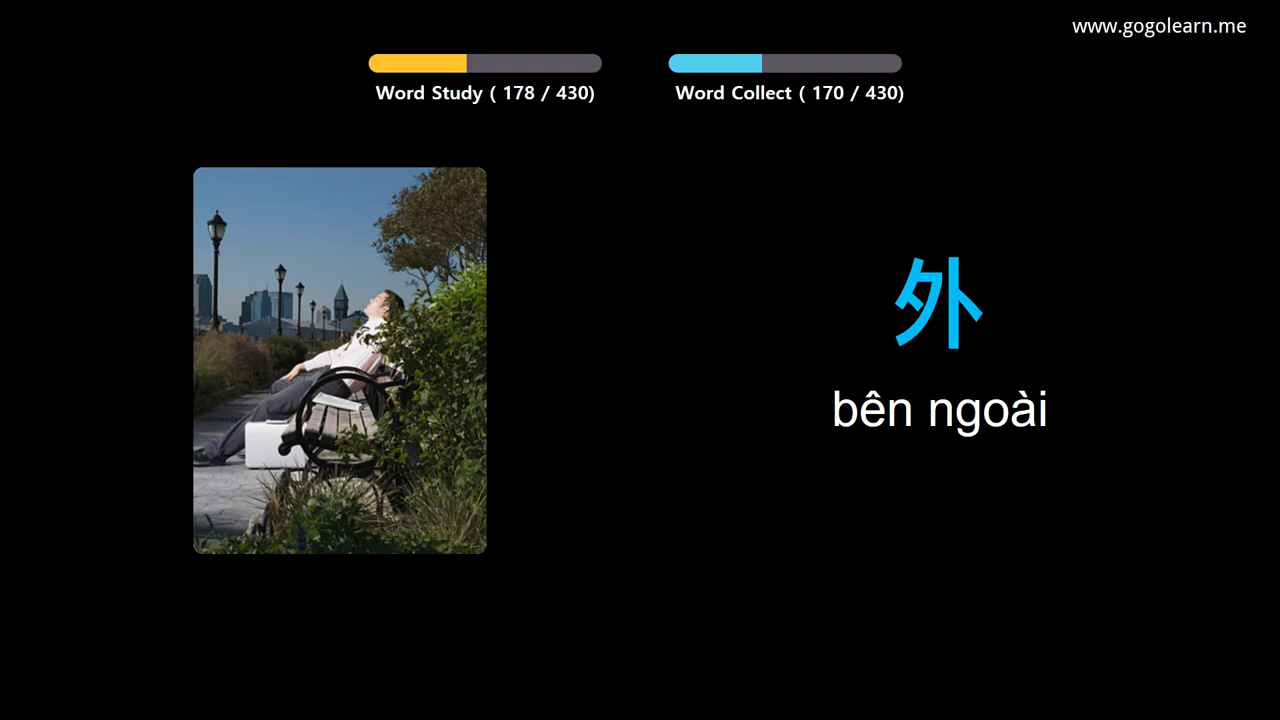 www.gogolearn.me
Word Study ( 178 / 430)
Word Collect ( 170 / 430)
外
bên ngoài